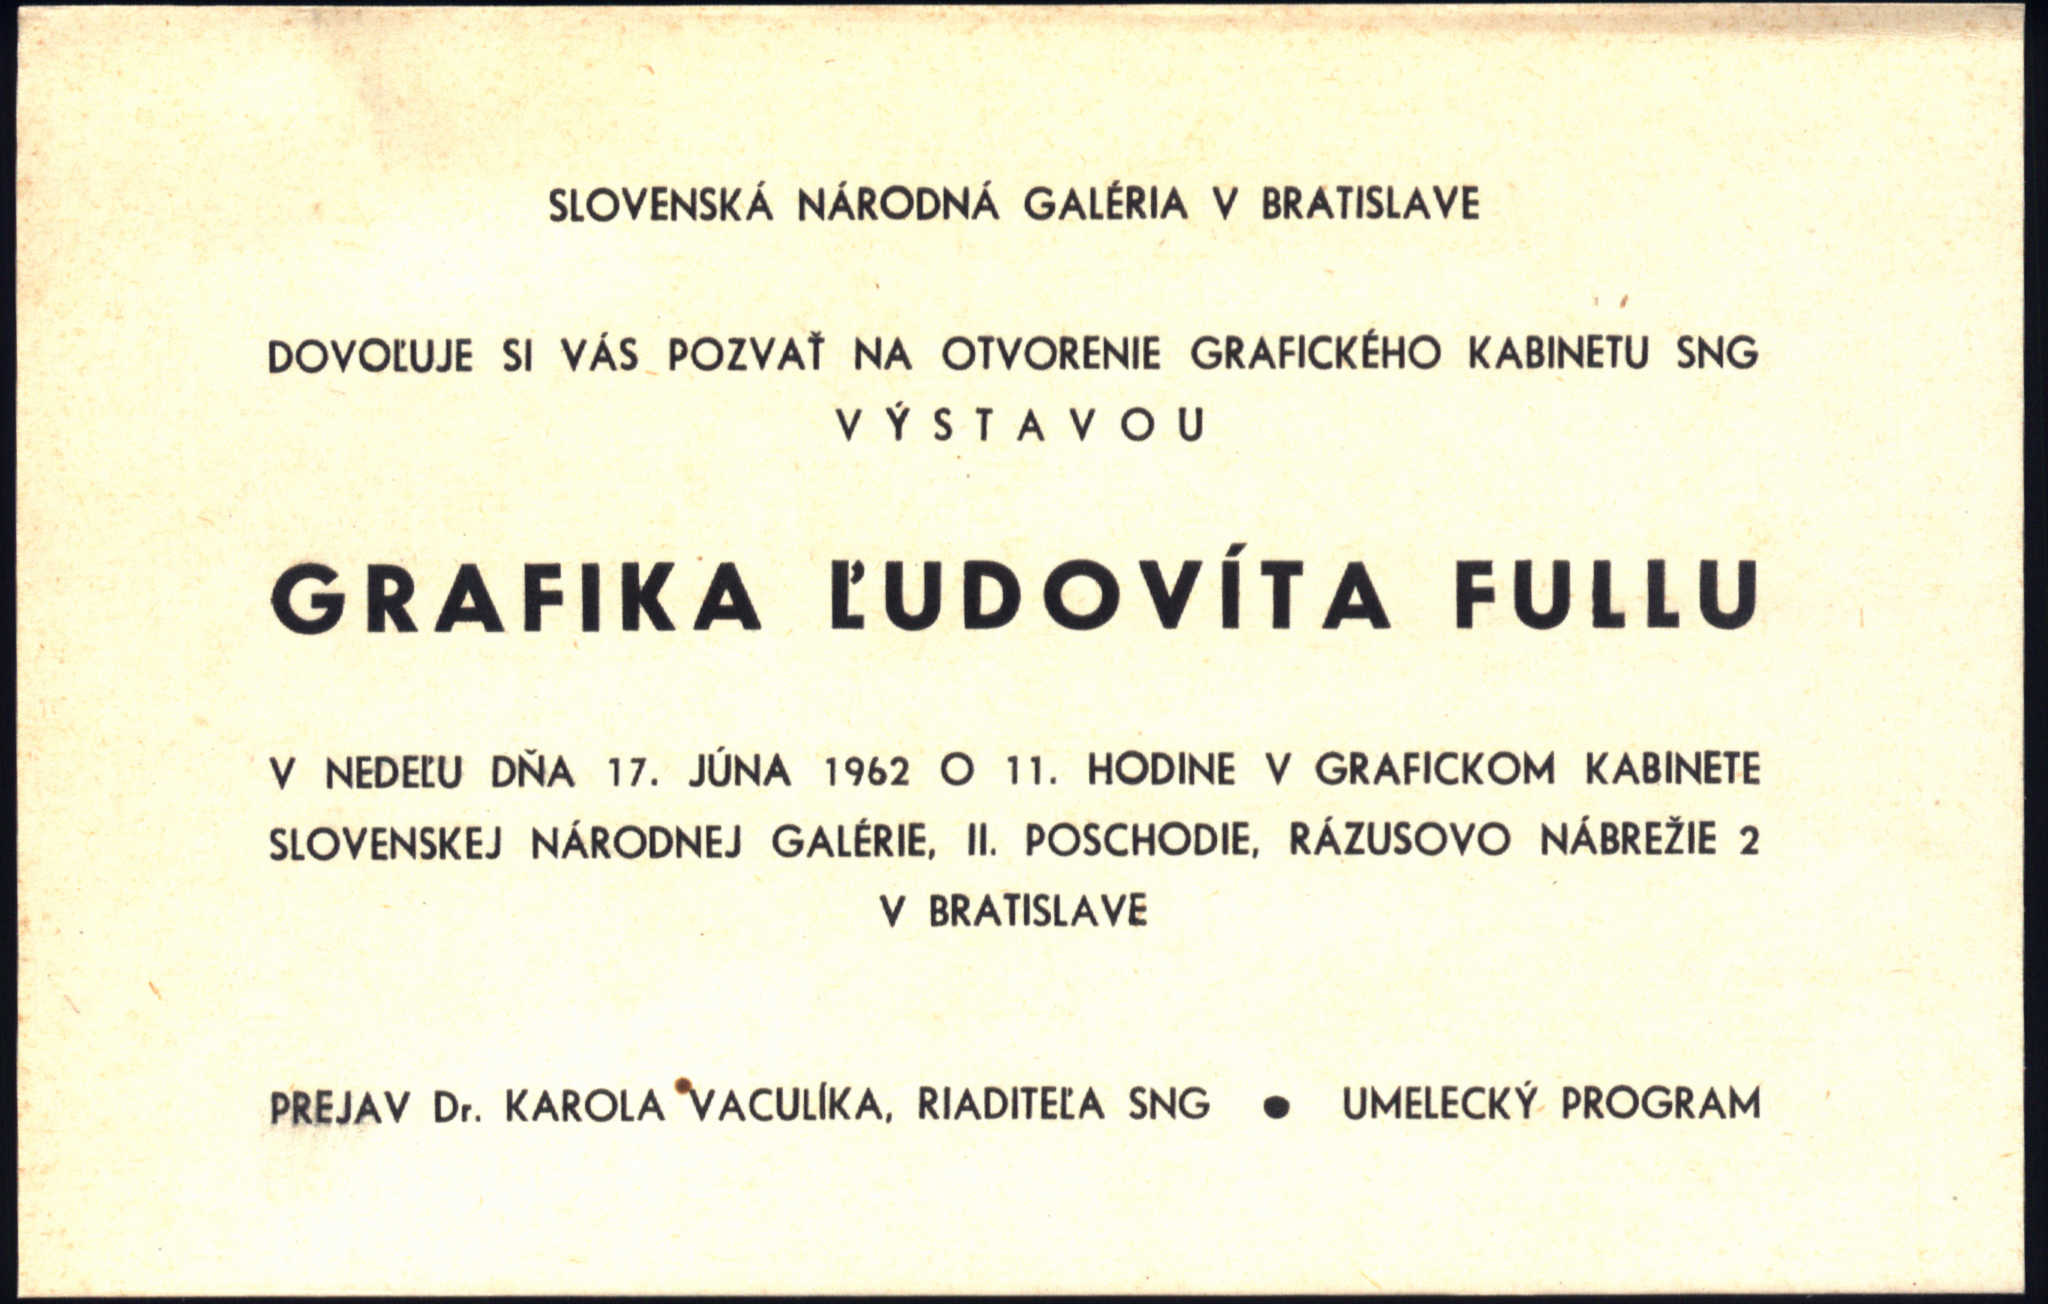 SLOVENSKÁ NÁRODNÁ GALÉRIA V BRATISLAVE
DOVOĽUJE SI VÁS POZVAŤ NA OTVORENIE GRAFICKÉHO KABINETU SNG
VÝSTAVOU
GRAFIKA ĽUDOVÍTA FULLU
V NEDEĽU DŇA 17. JÚNA 1962 O 11. HODINE V GRAFICKOM KABINETE
SLOVENSKEJ NÁRODNEJ GALÉRIE, II. POSCHODIE, RÁZUSOVO NÁBREŽIE 2
V BRATISLAVE
PREJAV Dr. KAROLA VACULÍKA, RIADITEĽA SNG ● UMELECKÝ PROGRAM